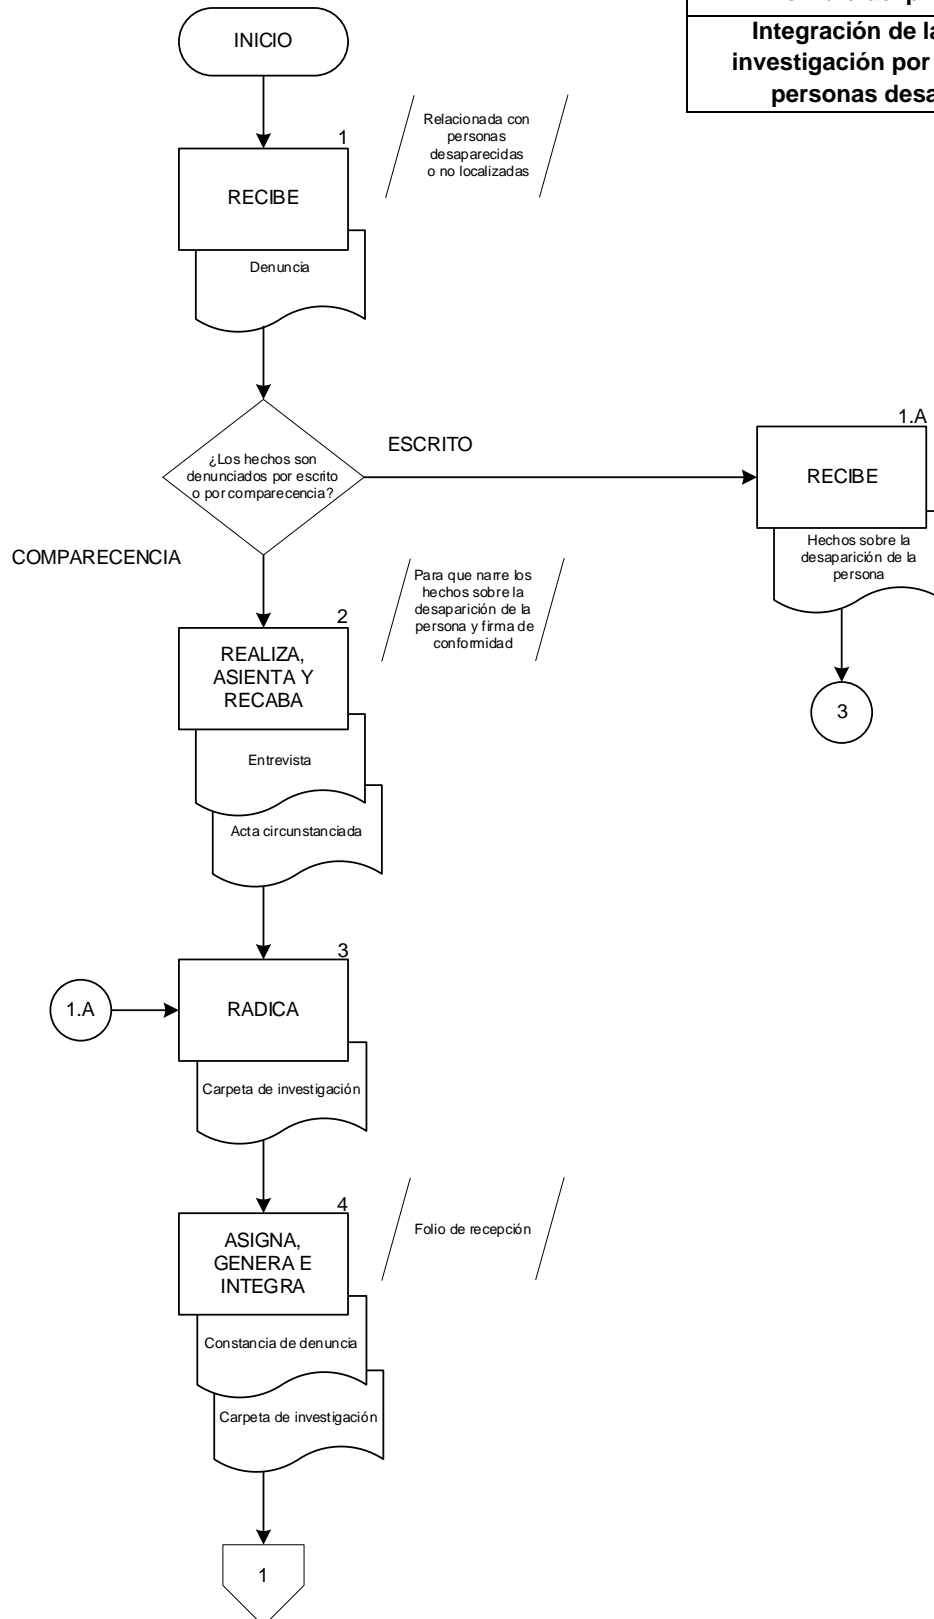 Integración de la
investigación por
personas desa
INICIO
Relacionada con
personas
desaparecidas
o no localizadas
1
RECIBE
Denuncia
¿Los hechos son
denunciados por escrito
o por comparecencia?
ESCRITO
1.A
RECIBE
Hechos sobre la
desaparición de la
persona
3
COMPARECENCIA
Para que narre los
hechos sobre la
desaparición de la
persona y firma de
conformidad
2
REALIZA,
ASIENTA Y
RECABA
Entrevista
Acta circunstanciada
3
1.A
RADICA
Carpeta de investigación
4
ASIGNA,
GENERA E
INTEGRA
Folio de recepción
Constancia de denuncia
Carpeta de investigación
1